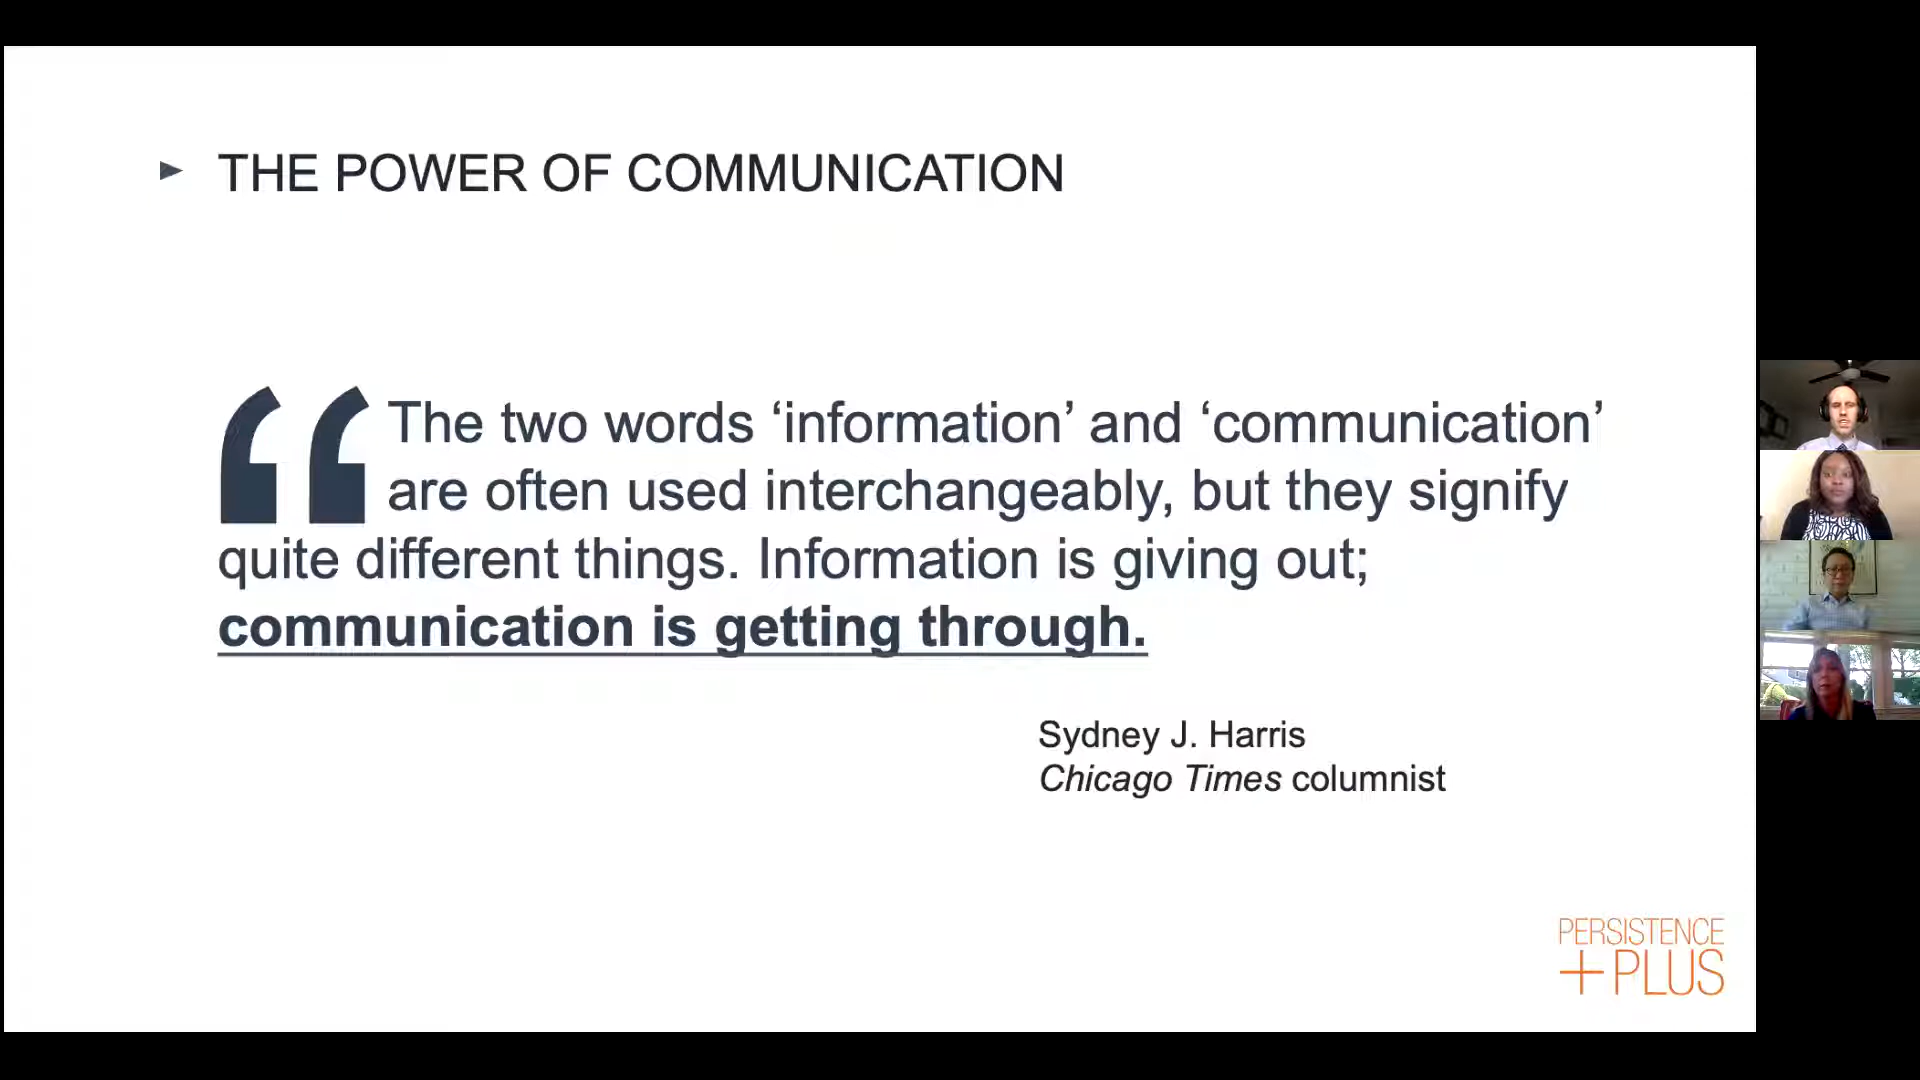 ► THE POWER OF COMMUNICATION
“The two words ‘information’ and ‘communication’
are often used interchangeably, but they signify
quite different things. Information is giving out;
communication is getting through.
Sydney J. Harris
Chicago Times columnist
PERSISTENCE
+PLUS